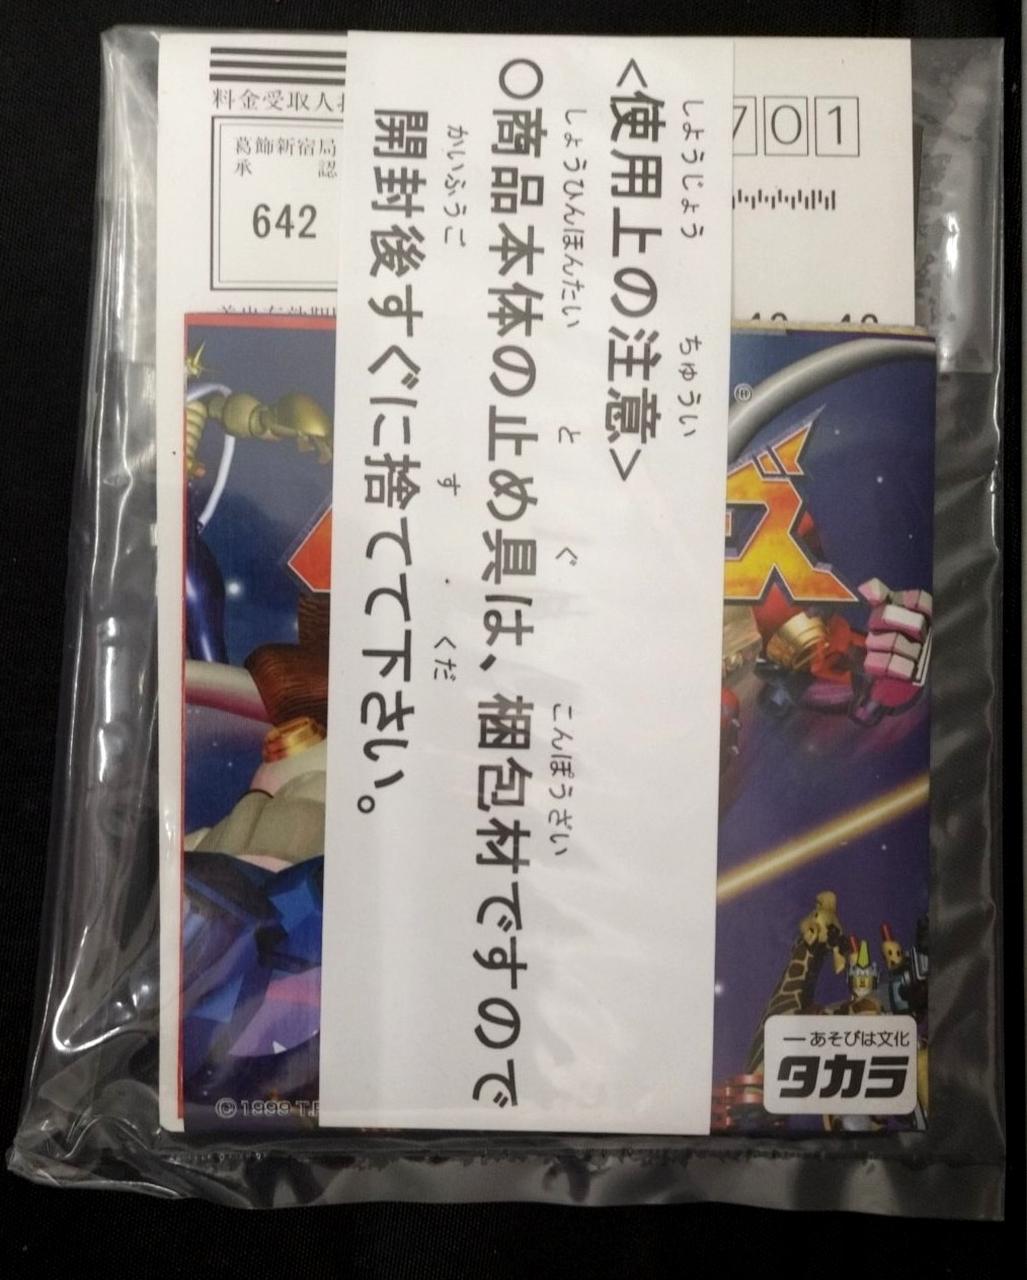 <使用上の注意>
しようじょう ちゅうい
○商品本体の止め具は、梱包材ですので
しょうひんほんたい と ぐ こんぽうざい
開封後すぐに捨てて下さい。
かいふうご す くだ
料金受取人
葛飾新宿局
承 認
642
701
®
あそびは文化
タカラ
©1999 T.P